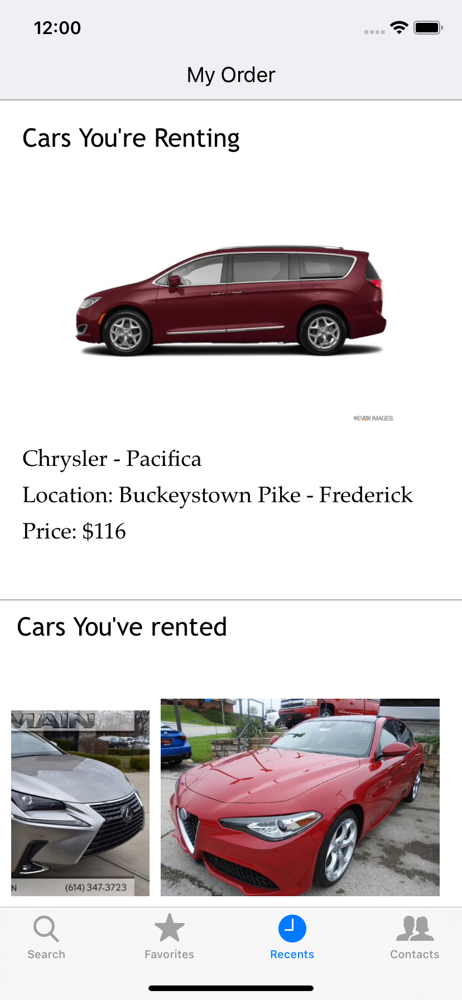 12:00
My Order
Cars You're Renting
©EVOX IMAGES
Chrysler - Pacifica
Location: Buckeystown Pike - Frederick
Price: $116
Cars You've rented
MAIN
N
(614) 347-3723
Search
Favorites
Recents
Contacts